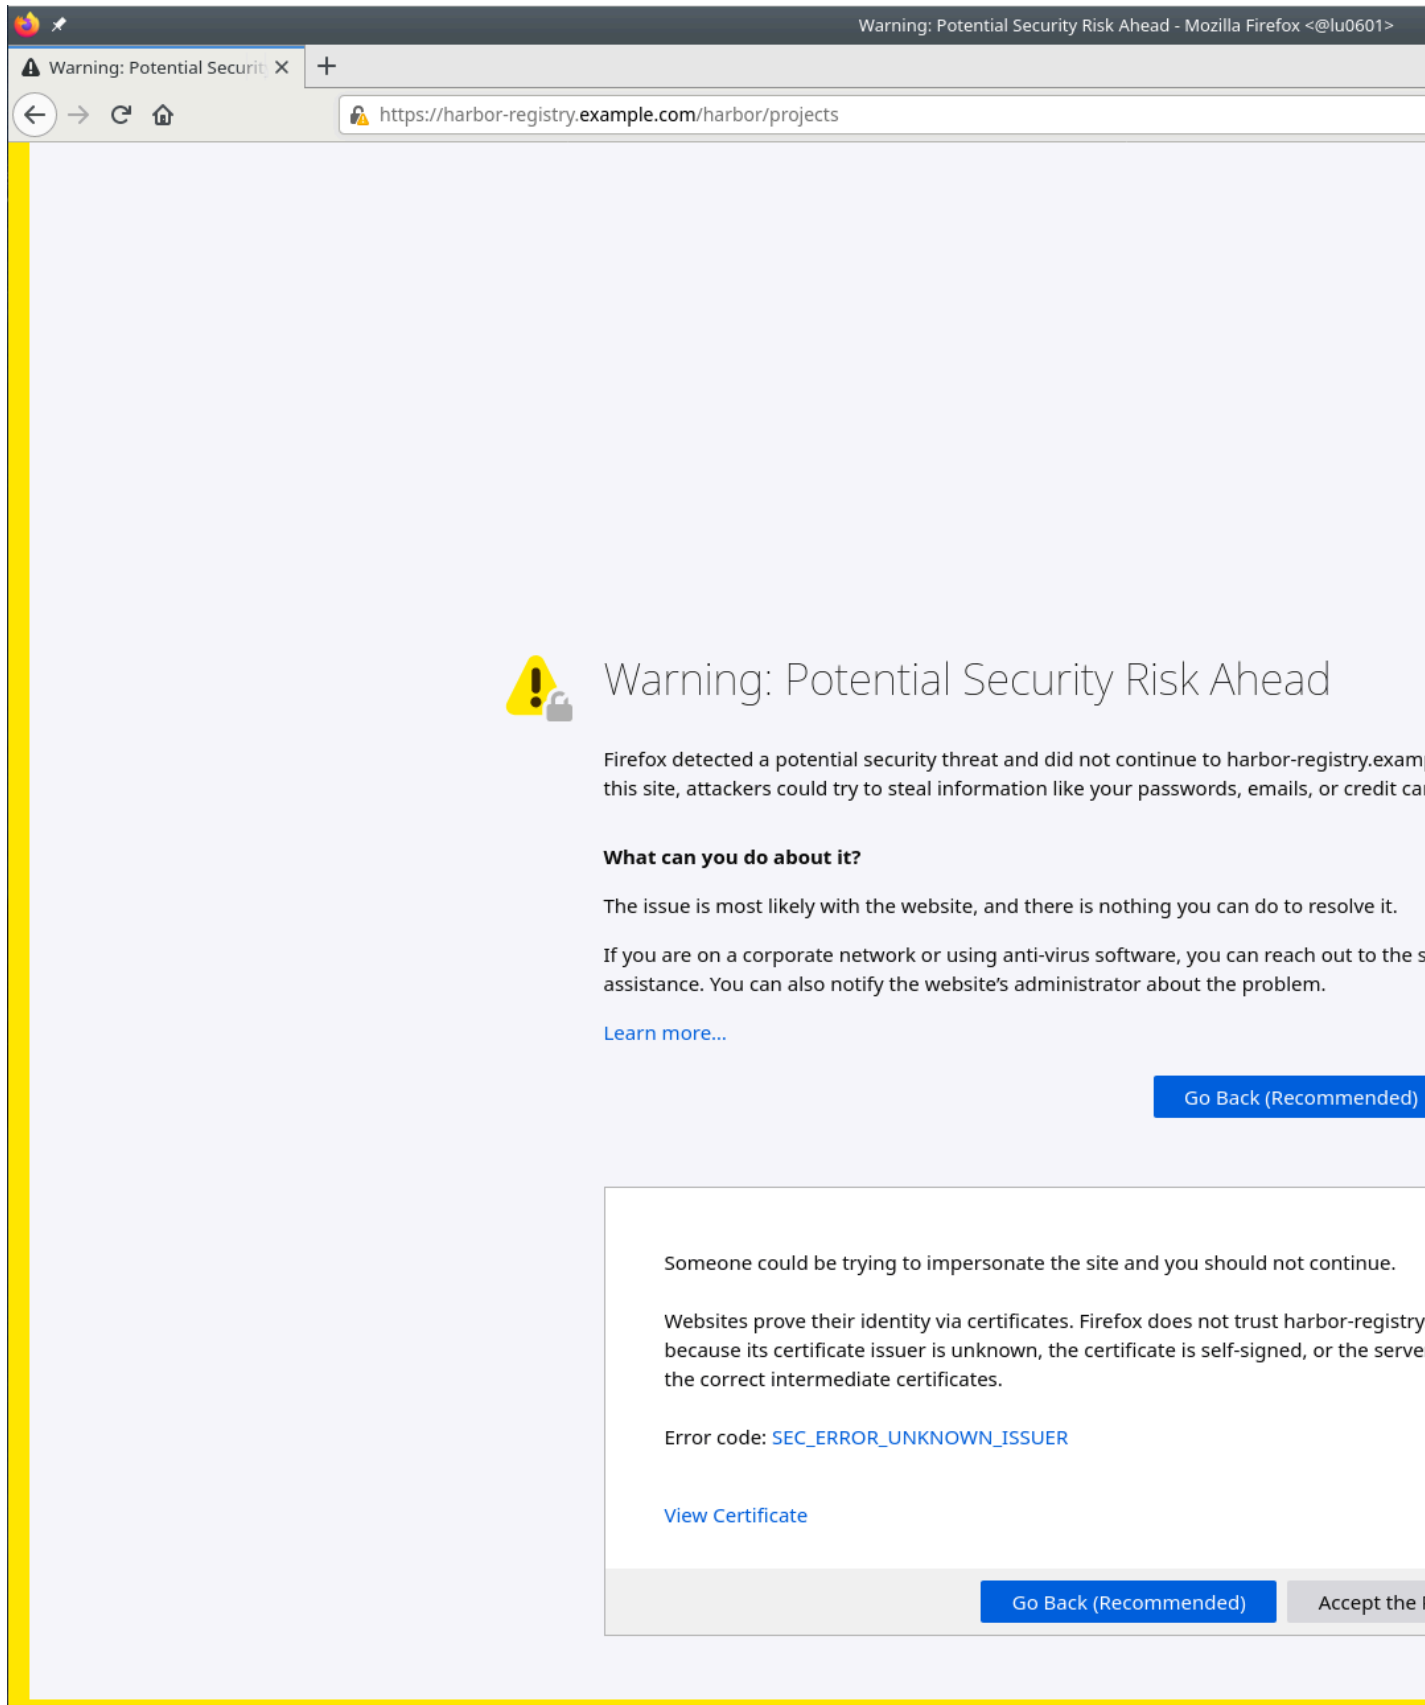 Warning: Potential Security Risk Ahead - Mozilla Firefox <@lu0601>
Warning: Potential Securit
https://harbor-registry.example.com/harbor/projects
Warning: Potential Security Risk Ahead
Firefox detected a potential security threat and did not continue to harbor-registry.exam
this site, attackers could try to steal information like your passwords, emails, or credit ca
What can you do about it?
The issue is most likely with the website, and there is nothing you can do to resolve it.
If you are on a corporate network or using anti-virus software, you can reach out to the s
assistance. You can also notify the website’s administrator about the problem.
Learn more…
Go Back (Recommended)
Someone could be trying to impersonate the site and you should not continue.
Websites prove their identity via certificates. Firefox does not trust harbor-registry
because its certificate issuer is unknown, the certificate is self-signed, or the serve
the correct intermediate certificates.
Error code: SEC_ERROR_UNKNOWN_ISSUER
View Certificate
Go Back (Recommended)
Accept the